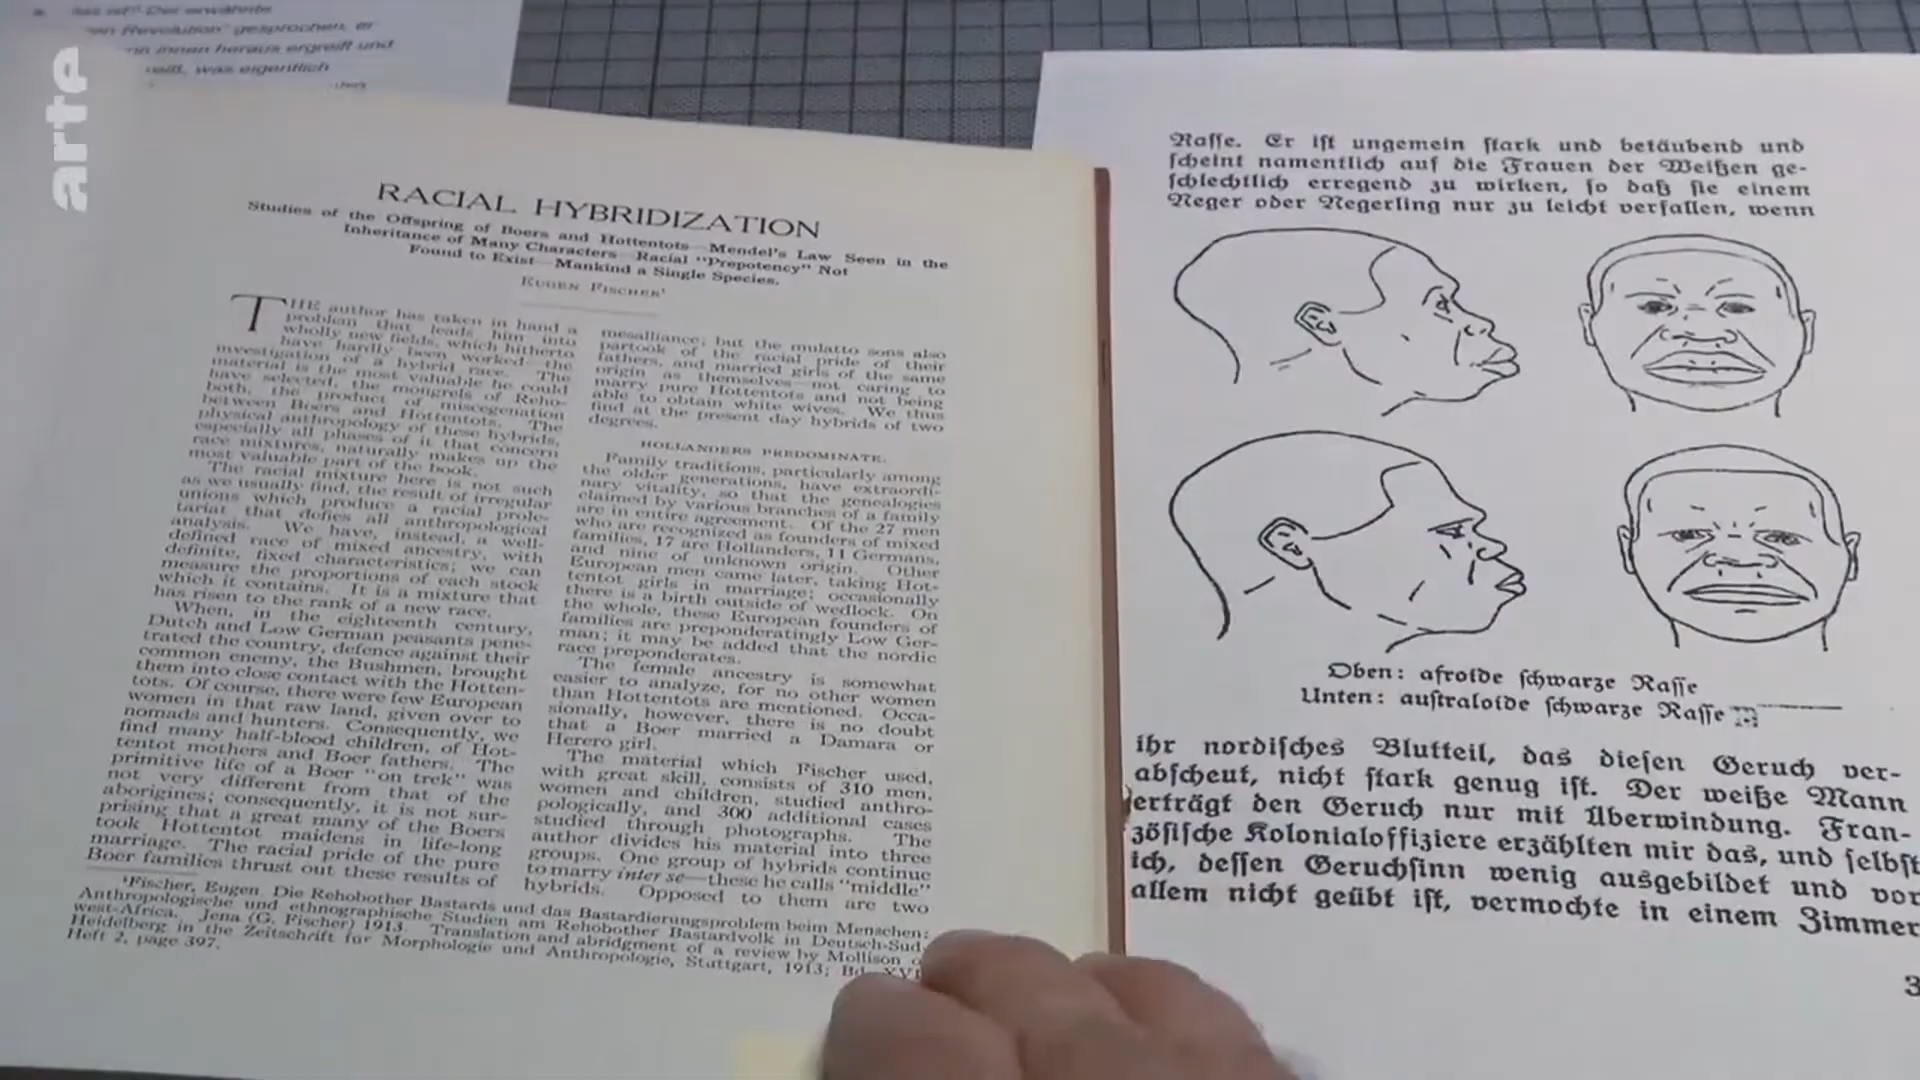 arte
en Revolution" gesprochen, er
innen heraus ergreift und
was eigentlich
RACIAL HYBRIDIZATION
Studies of the Offspring of Boers and Hottentots—Mendel's Law Seen in the
Inheritance of Many Characters—Racial "Prepotency" Not
Found to Exist—Mankind a Single Species.
EUGEN FISCHER¹
THE author has taken in hand a
problem that leads him into
wholly new fields, which hitherto
have hardly been worked—the
investigation of a hybrid race. The
material is the most valuable he could
have selected, the mongrels of Reho-
both, the product of miscegenation
between Boers and Hottentots. The
physical anthropology of these hybrids,
especially all phases of it that concern
race mixtures, naturally makes up the
most valuable part of the book.
The racial mixture here is not such
as we usually find, the result of irregular
unions which produce a racial prole-
tariat that defies all anthropological
analysis. We have, instead, a well-
defined race of mixed ancestry, with
definite, fixed characteristics; we can
measure the proportions of each stock
which it contains. It is a mixture that
has risen to the rank of a new race.
When, in the eighteenth century,
Dutch and Low German peasants pene-
trated the country, defence against their
common enemy, the Bushmen, brought
them into close contact with the Hotten-
tots. Of course, there were few European
women in that raw land, given over to
nomads and hunters. Consequently, we
find many half-blood children, of Hot-
tentot mothers and Boer fathers. The
primitive life of a Boer "on trek" was
not very different from that of the
aborigines; consequently, it is not sur-
prising that a great many of the Boers
took Hottentot maidens in life-long
marriage. The racial pride of the pure
Boer families thrust out these results of
mesalliance; but the mulatto sons also
partook of the racial pride of their
fathers, and married girls of the same
origin as themselves—not caring to
marry pure Hottentots and not being
able to obtain white wives. We thus
find at the present day hybrids of two
degrees.
HOLLANDERS PREDOMINATE.
Family traditions, particularly among
the older generations, have extraordi-
nary vitality, so that the genealogies
claimed by various branches of a family
are in entire agreement. Of the 27 men
who are recognized as founders of mixed
families, 17 are Hollanders, 11 Germans,
and nine of unknown origin. Other
European men came later, taking Hot-
tentot girls in marriage; occasionally
there is a birth outside of wedlock. On
the whole, these European founders of
families are preponderatingly Low Ger-
man; it may be added that the nordic
race preponderates.
The female ancestry is somewhat
easier to analyze, for no other women
than Hottentots are mentioned. Occa-
sionally, however, there is no doubt
that a Boer married a Damara or
Herero girl.
The material which Fischer used,
with great skill, consists of 310 men,
women and children, studied anthro-
pologically, and 300 additional cases
studied through photographs. The
author divides his material into three
groups. One group of hybrids continue
to marry inter se—these he calls "middle"
hybrids. Opposed to them are two
¹Fischer, Eugen. Die Rehobother Bastards und das Bastardierungsproblem beim Menschen;
Anthropologische und ethnographische Studien am Rehobother Bastardvolk in Deutsch-Sud-
west-Africa. Jena (G. Fischer) 1913. Translation and abridgment of a review by Mollison
Heidelberg in the Zeitschrift für Morphologie und Anthropologie, Stuttgart, 1913; Bd. XVI
Heft 2, page 397.
Raſſe. Er iſt ungemein ſtark und betäubend und
ſcheint namentlich auf die Frauen der Weißen ge-
ſchlechtlich erregend zu wirken, ſo daß ſie einem
Neger oder Negerling nur zu leicht verfallen, wenn
Oben: afroide ſchwarze Raſſe
Unten: auſtraloide ſchwarze Raſſe
ihr nordiſches Blutteil, das dieſen Geruch ver-
abſcheut, nicht ſtark genug iſt. Der weiße Mann
erträgt den Geruch nur mit Überwindung. Fran-
zöſiſche Kolonialoffiziere erzählten mir das, und ſelbſt
ich, deſſen Geruchſinn wenig ausgebildet und vor
allem nicht geübt iſt, vermochte in einem Zimmer
3